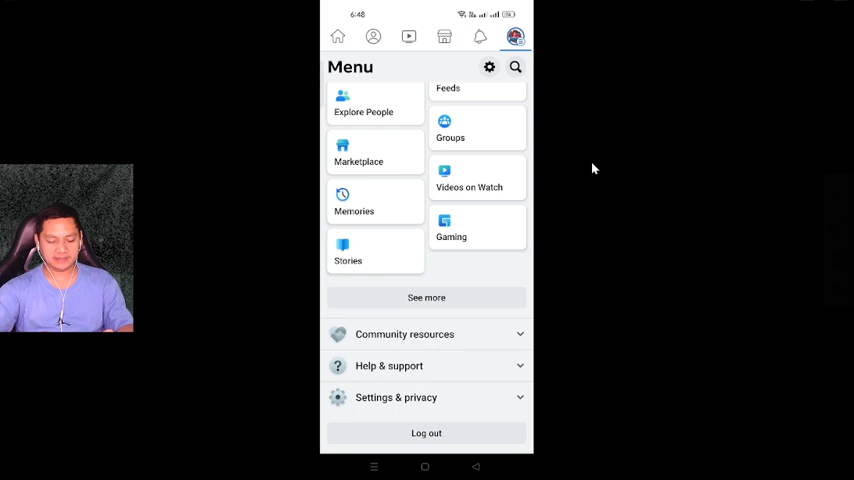 6:48
Menu
Feeds
Explore People
Groups
Marketplace
Videos on Watch
Memories
Gaming
Stories
See more
Community resources
Help & support
Settings & privacy
Log out